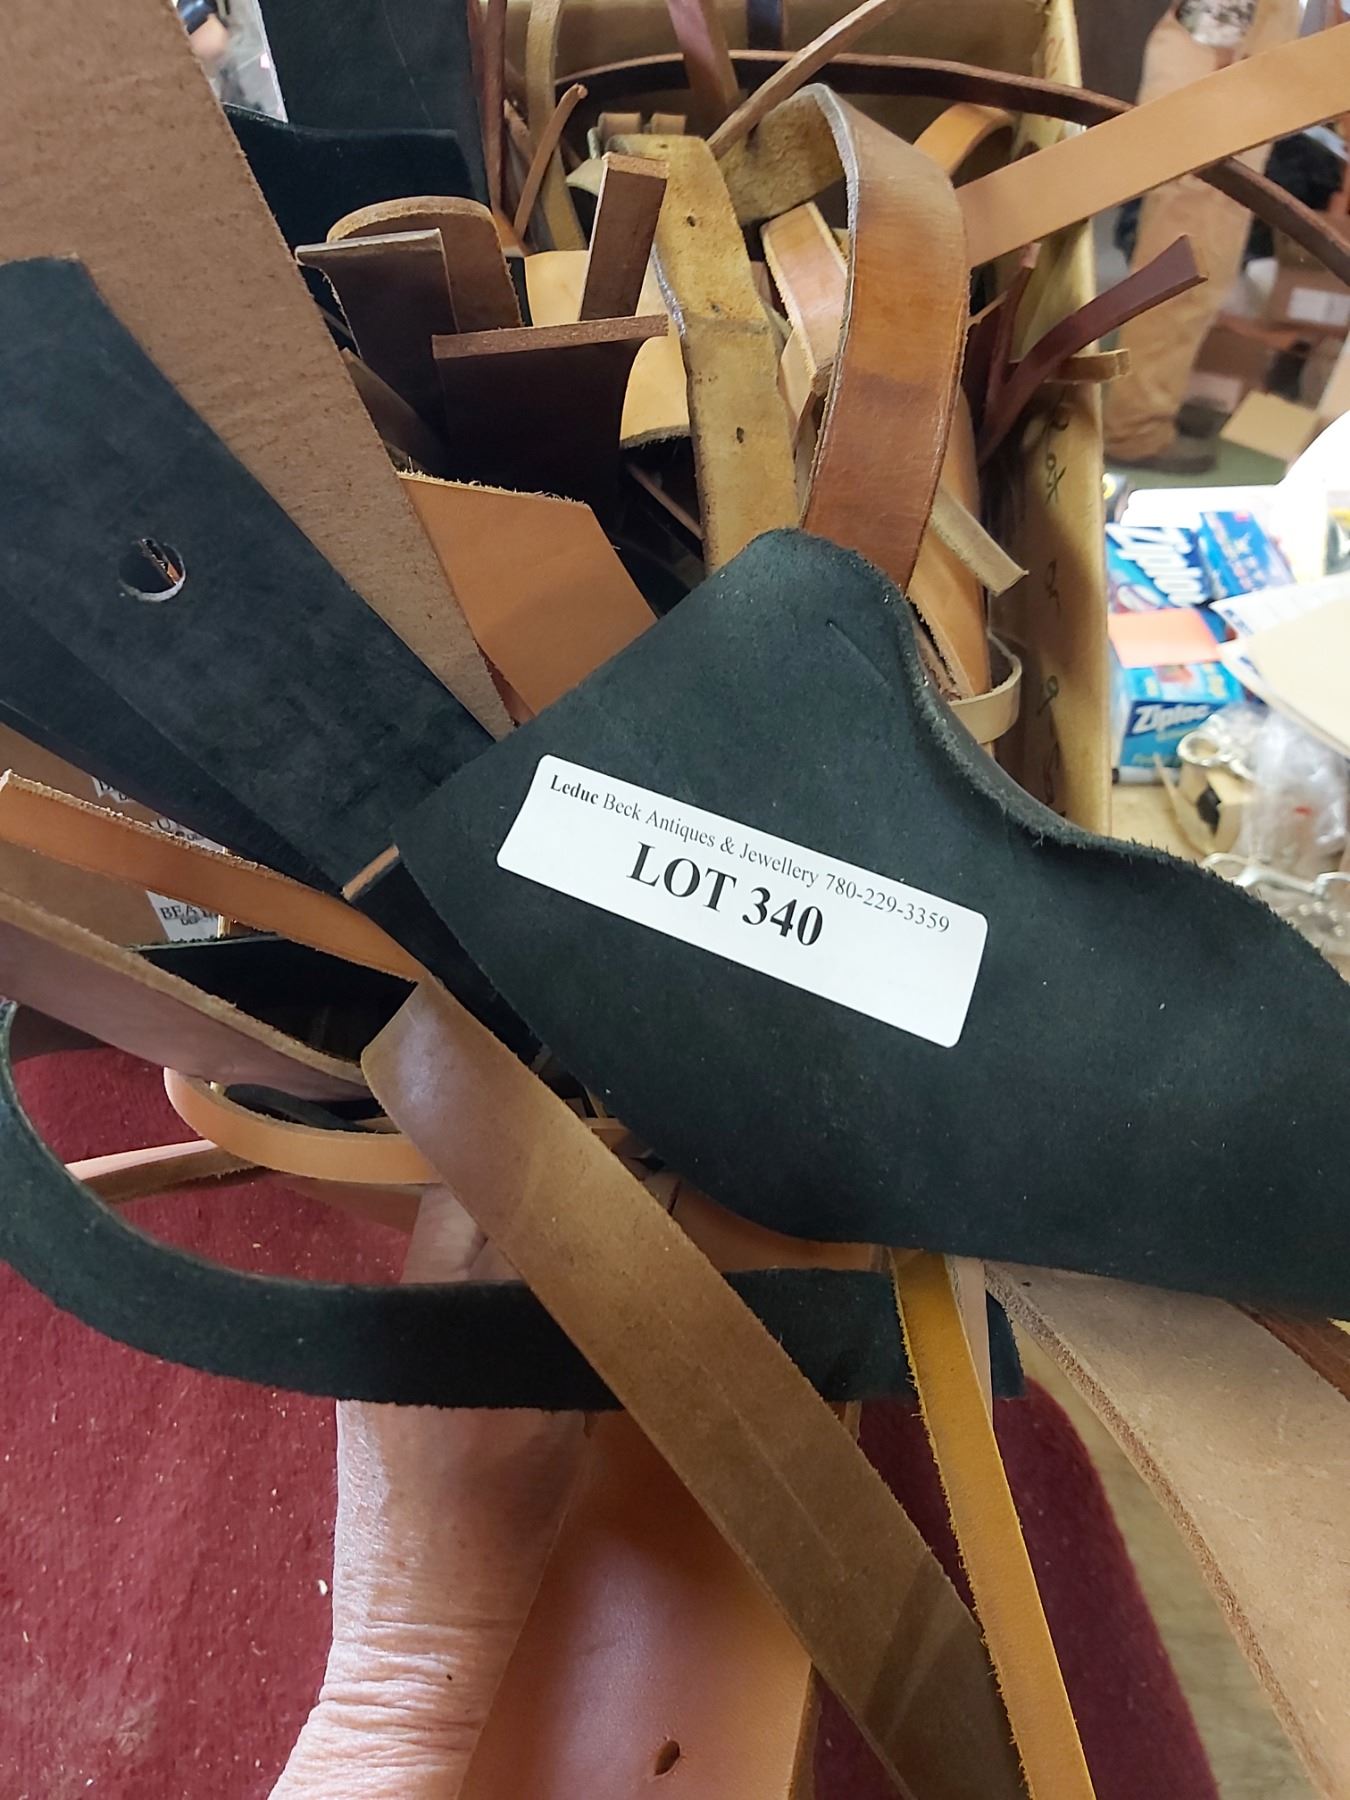 Leduc Beck Antiques & Jewellery 780-229-3359
LOT 340
Ziploc
Ziploc